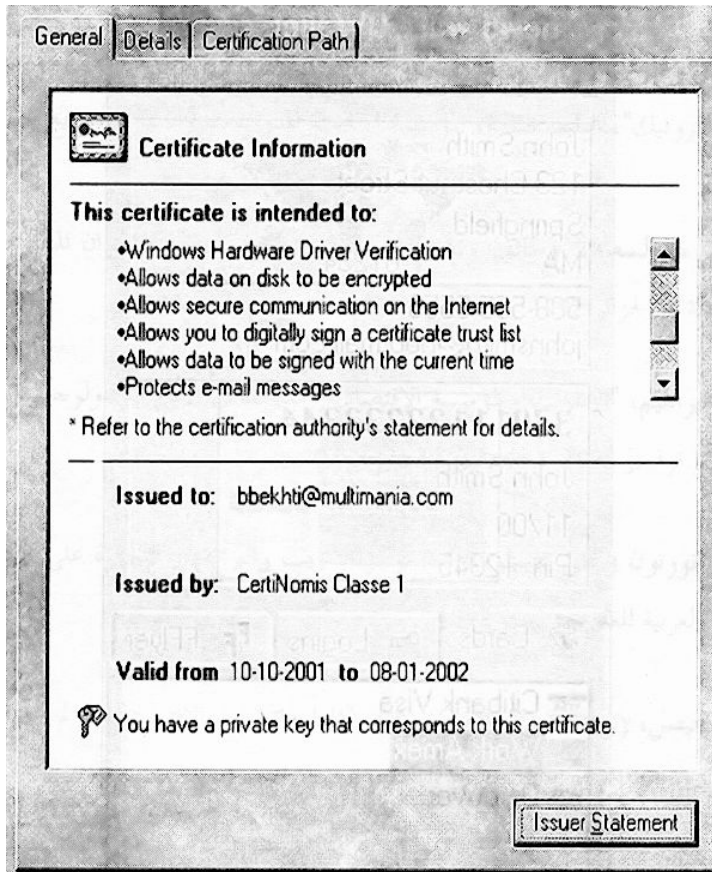 General Details Certification Path
Certificate Information
This certificate is intended to:
•Windows Hardware Driver Verification
•Allows data on disk to be encrypted
•Allows secure communication on the Internet
•Allows you to digitally sign a certificate trust list
•Allows data to be signed with the current time
•Protects e-mail messages
* Refer to the certification authority's statement for details.
Issued to: bbekhti@multimania.com
Issued by: CertiNomis Classe 1
Valid from 10-10-2001 to 08-01-2002
You have a private key that corresponds to this certificate.
Issuer Statement